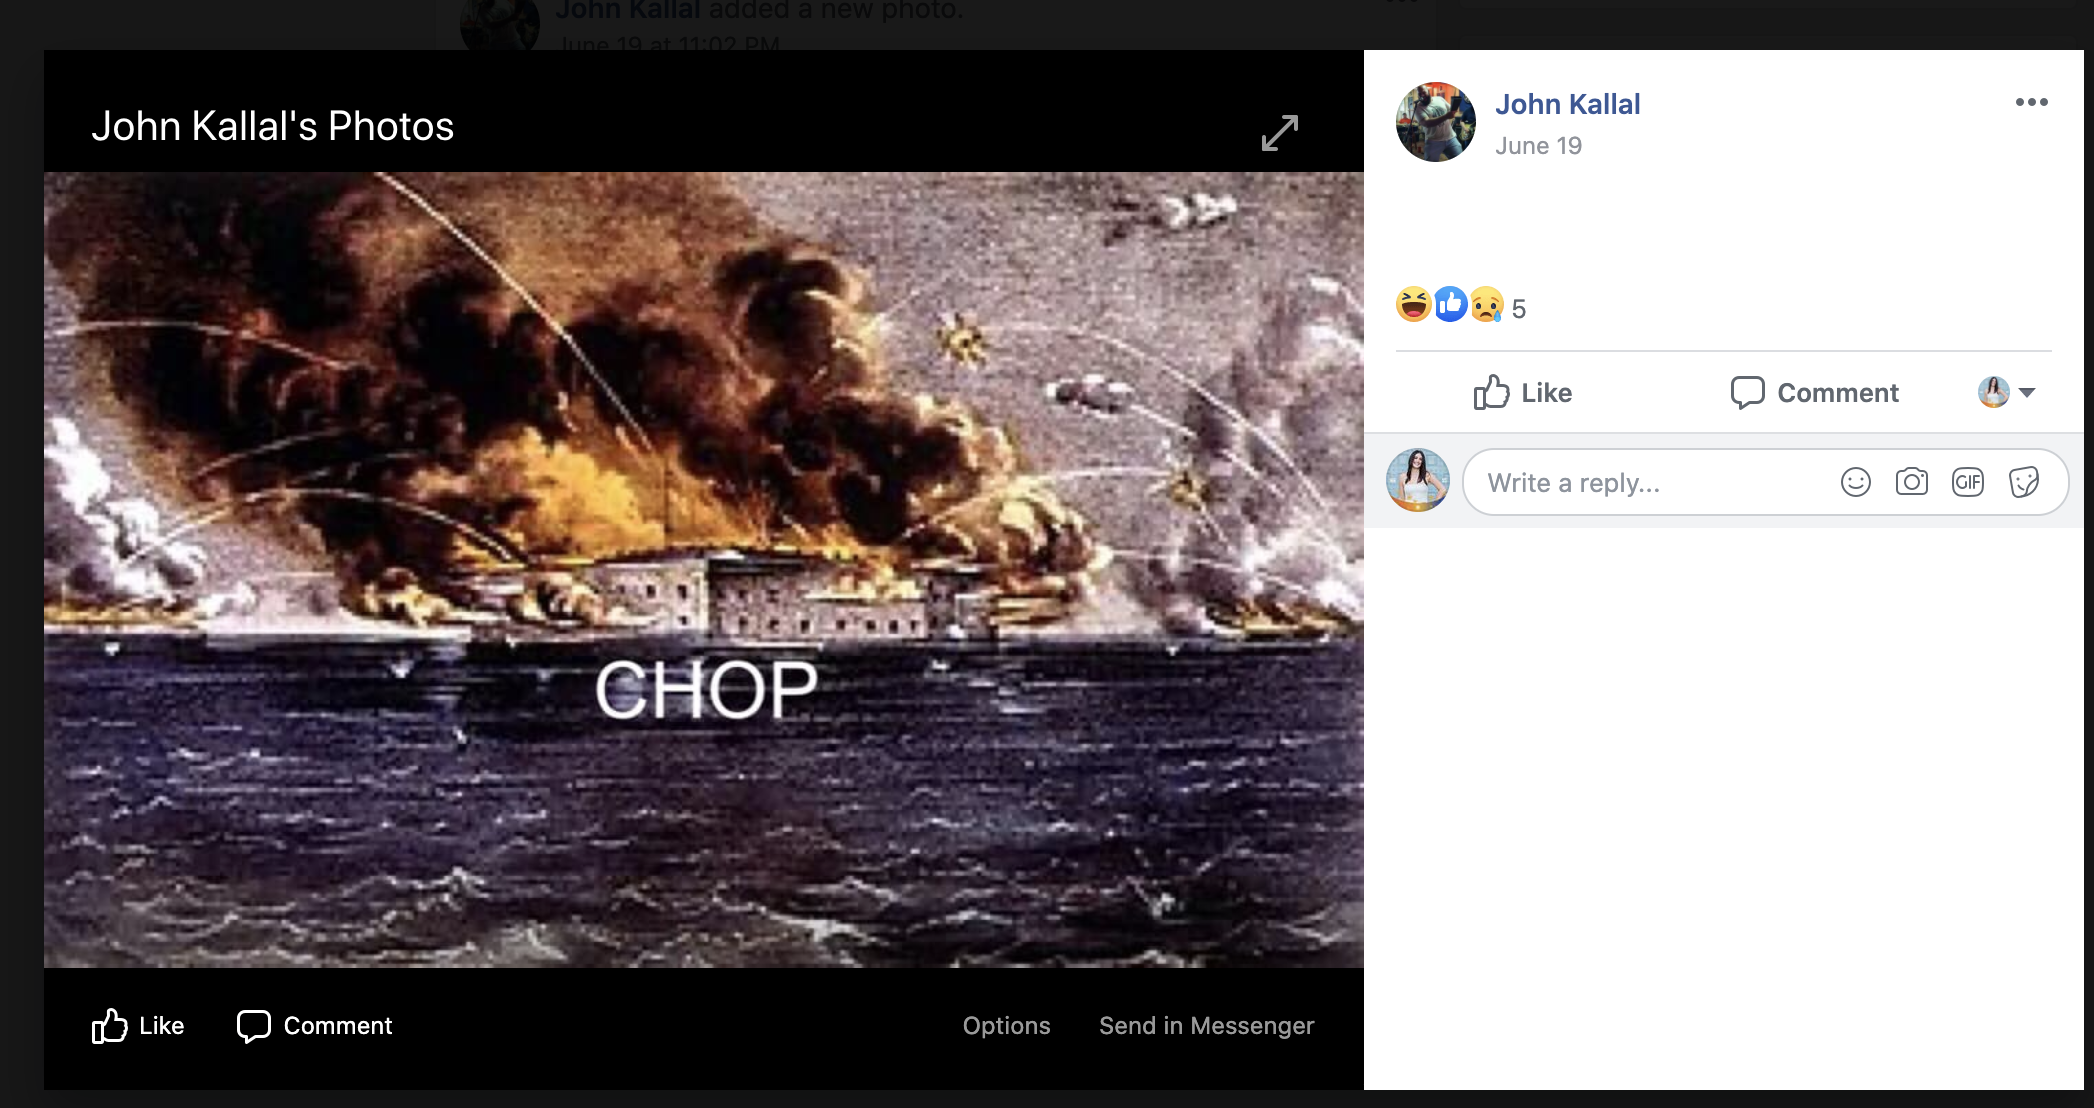 John Kallal added a new photo.
June 19 at 11:02 PM
John Kallal's Photos
CHOP
Like
Comment
Options
Send in Messenger
John Kallal
June 19
5
Like
Comment
Write a reply...
GIF